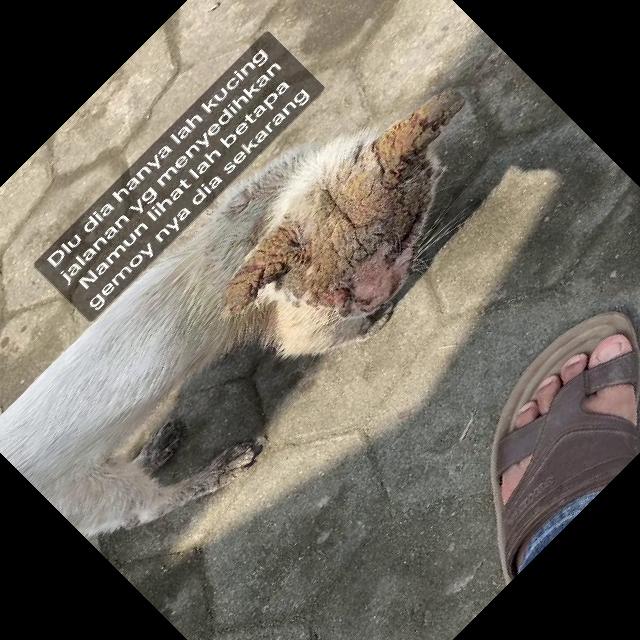 Dlu dia hanya lah kucing
jalanan yg menyedihkan
Namun lihat lah betapa
gemoy nya dia sekarang